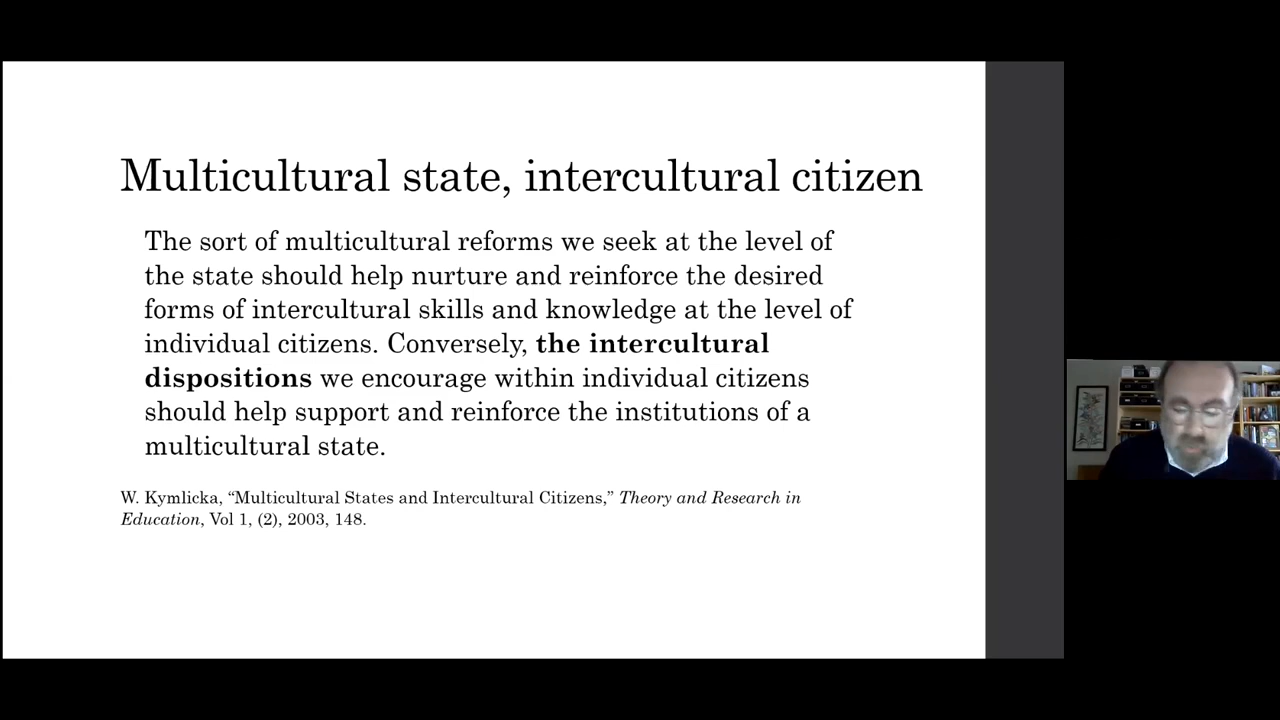 Multicultural state, intercultural citizen
The sort of multicultural reforms we seek at the level of
the state should help nurture and reinforce the desired
forms of intercultural skills and knowledge at the level of
individual citizens. Conversely, the intercultural
dispositions we encourage within individual citizens
should help support and reinforce the institutions of a
multicultural state.
W. Kymlicka, “Multicultural States and Intercultural Citizens,” Theory and Research in
Education, Vol 1, (2), 2003, 148.